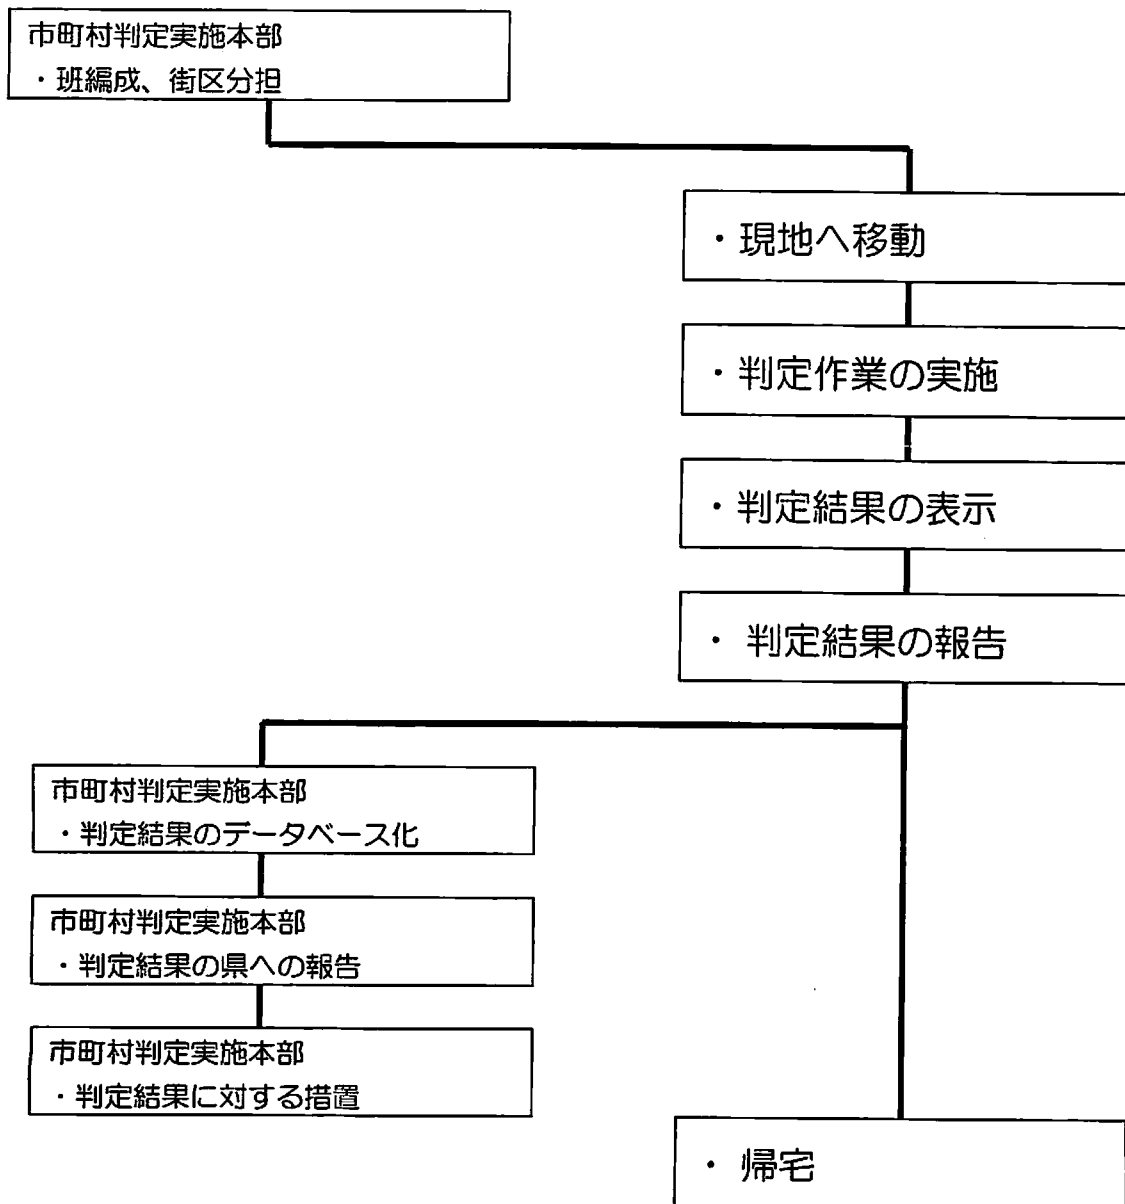 市町村判定実施本部
・班編成、街区分担
・現地へ移動
・判定作業の実施
・判定結果の表示
・判定結果の報告
市町村判定実施本部
・判定結果のデータベース化
市町村判定実施本部
・判定結果の県への報告
市町村判定実施本部
・判定結果に対する措置
・帰宅